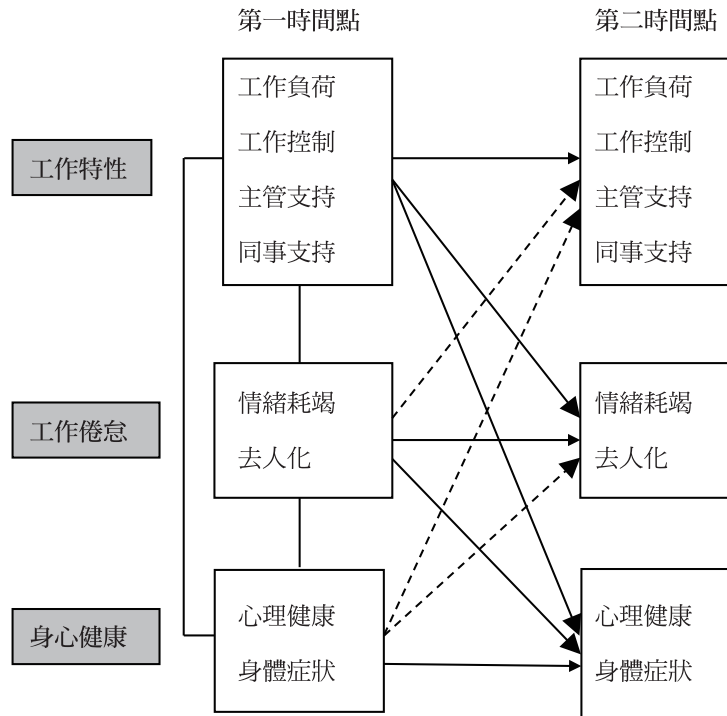 第一時間點
第二時間點
工作特性
工作負荷
工作控制
主管支持
同事支持
工作負荷
工作控制
主管支持
同事支持
工作倦怠
情緒耗竭
去人化
情緒耗竭
去人化
身心健康
心理健康
身體症狀
心理健康
身體症狀